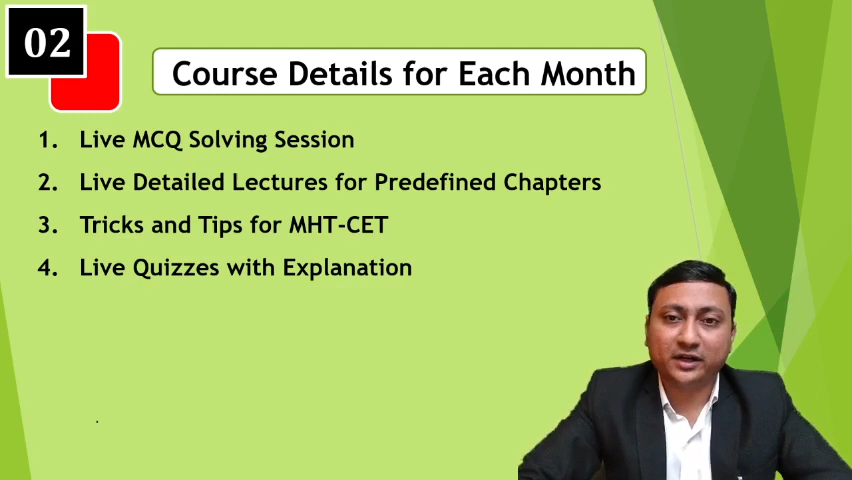 02
Course Details for Each Month
1. Live MCQ Solving Session
2. Live Detailed Lectures for Predefined Chapters
3. Tricks and Tips for MHT-CET
4. Live Quizzes with Explanation